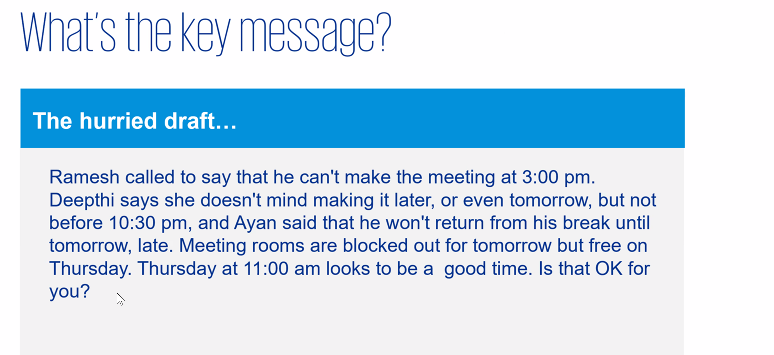 What's the key message?
The hurried draft…
Ramesh called to say that he can't make the meeting at 3:00 pm.
Deepthi says she doesn't mind making it later, or even tomorrow, but not
before 10:30 pm, and Ayan said that he won't return from his break until
tomorrow, late. Meeting rooms are blocked out for tomorrow but free on
Thursday. Thursday at 11:00 am looks to be a  good time. Is that OK for
you?